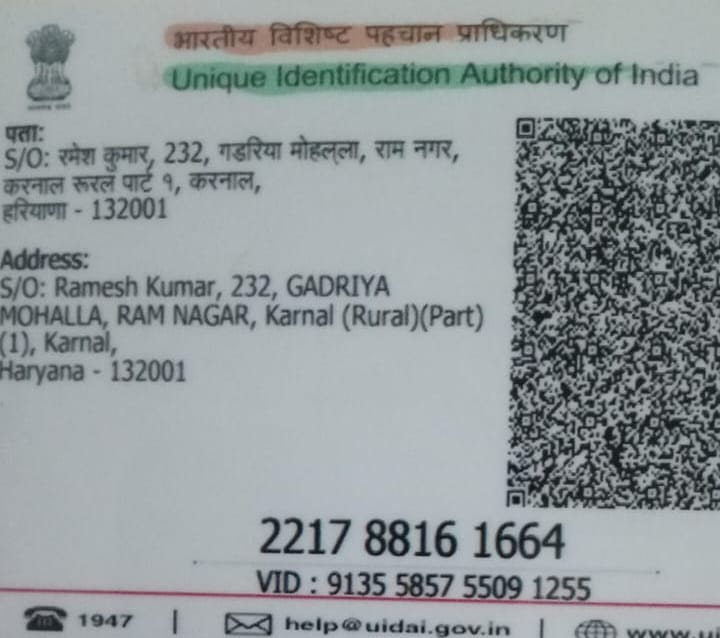 भारतीय विशिष्ट पहचान प्राधिकरण
Unique Identification Authority of India
पता:
S/O: रमेश कुमार, 232, गडरिया मोहल्ला, राम नगर,
करनाल रूरल पार्ट १, करनाल,
हरियाणा - 132001
Address:
S/O: Ramesh Kumar, 232, GADRIYA
MOHALLA, RAM NAGAR, Karnal (Rural)(Part)
(1), Karnal,
Haryana - 132001
2217 8816 1664
VID : 9135 5857 5509 1255
1947 | help@uidai.gov.in |